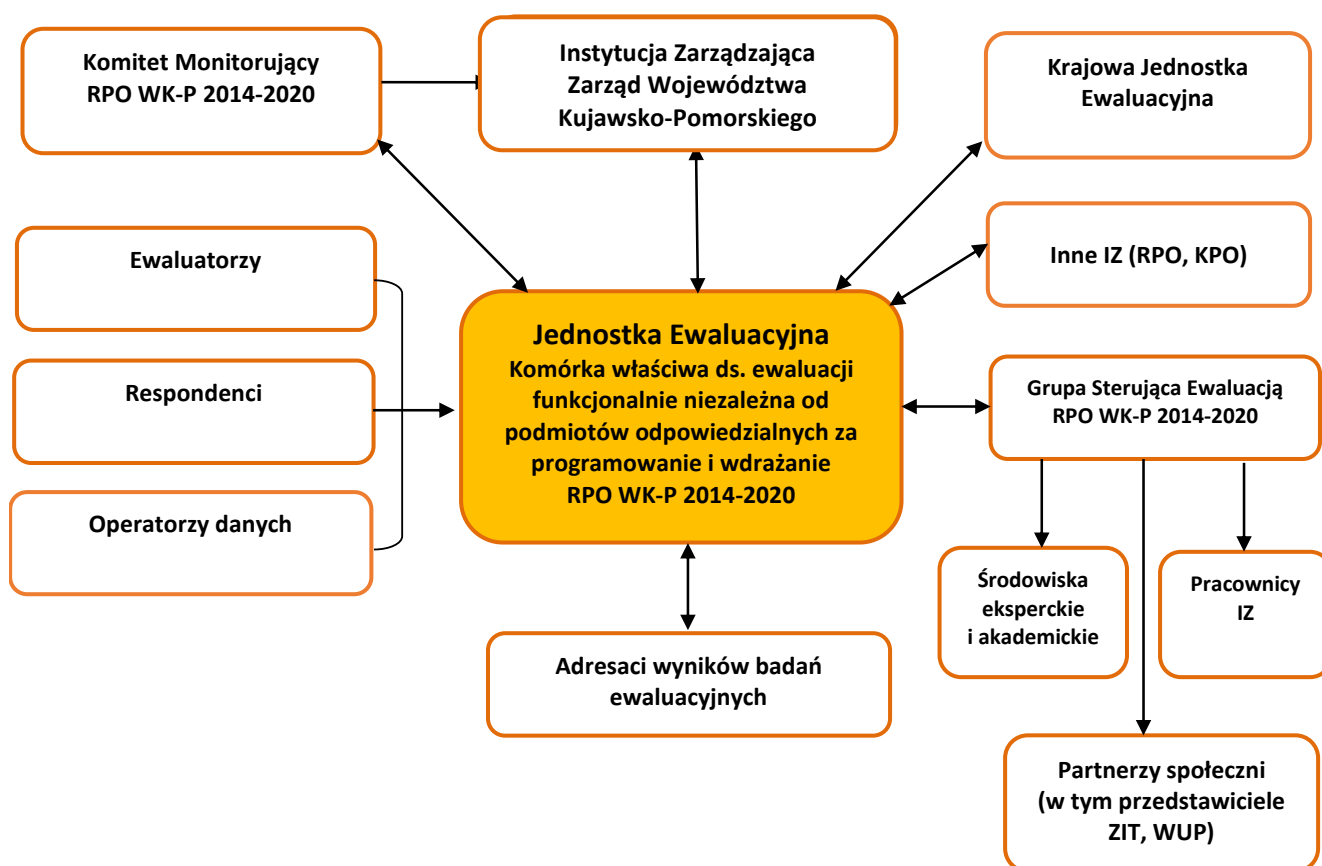 Komitet Monitorujący
RPO WK-P 2014-2020
Instytucja Zarządzająca
Zarząd Województwa
Kujawsko-Pomorskiego
Krajowa Jednostka
Ewaluacyjna
Ewaluatorzy
Inne IZ (RPO, KPO)
Respondenci
Jednostka Ewaluacyjna
Komórka właściwa ds. ewaluacji
funkcjonalnie niezależna od
podmiotów odpowiedzialnych za
programowanie i wdrażanie
RPO WK-P 2014-2020
Grupa Sterująca Ewaluacją
RPO WK-P 2014-2020
Operatorzy danych
Środowiska
eksperckie
i akademickie
Pracownicy
IZ
Adresaci wyników badań
ewaluacyjnych
Partnerzy społeczni
(w tym przedstawiciele
ZIT, WUP)